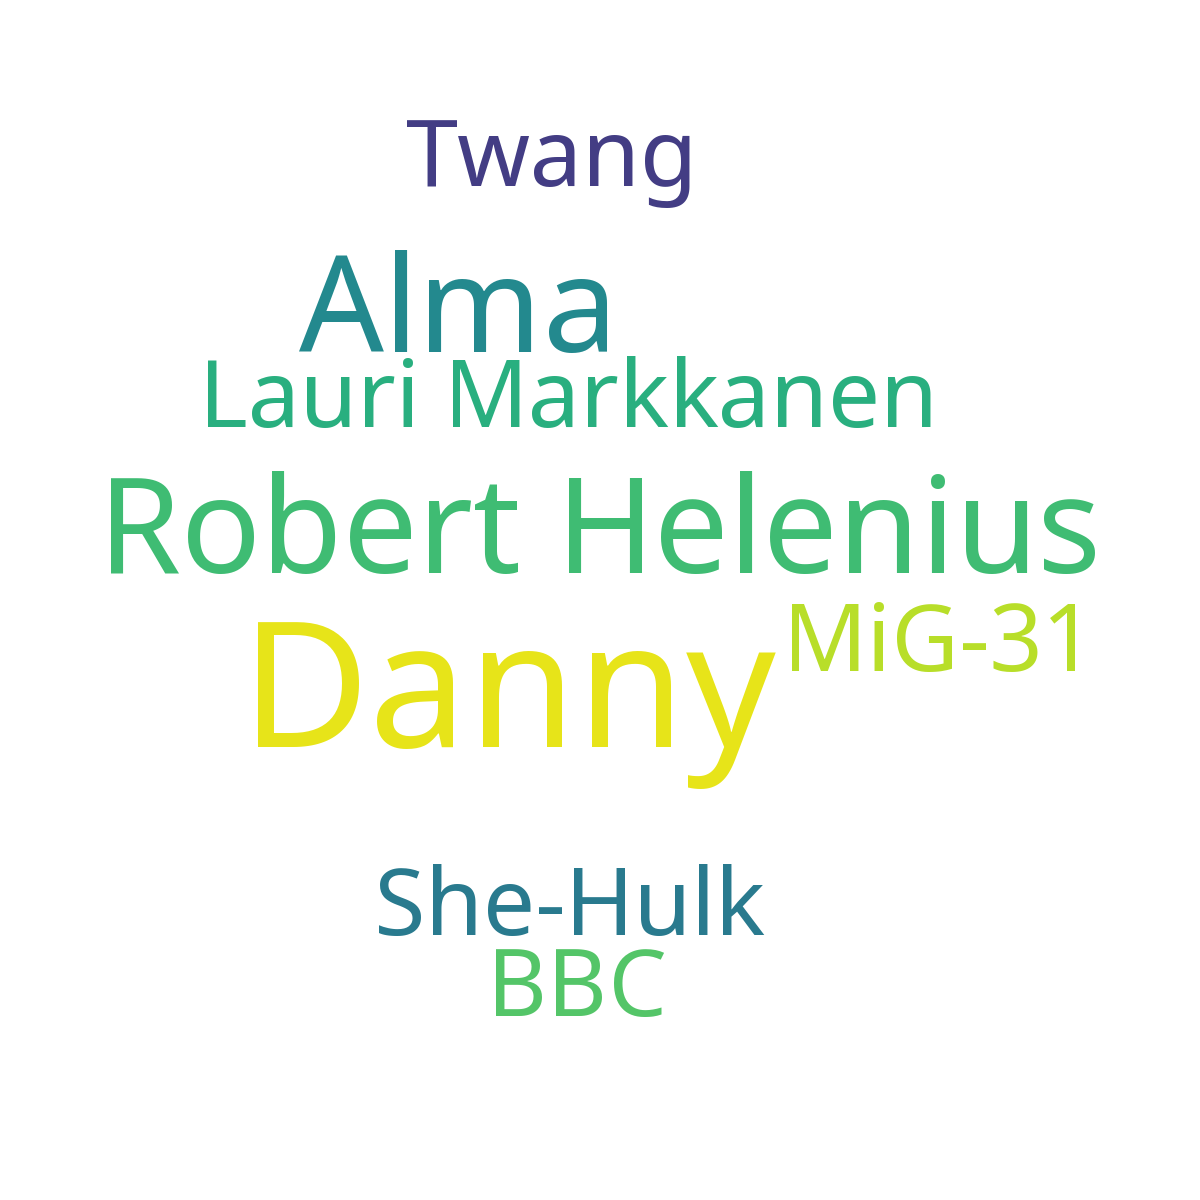 Twang
Alma
Lauri Markkanen
Robert Helenius
MiG-31
Danny
She-Hulk
BBC